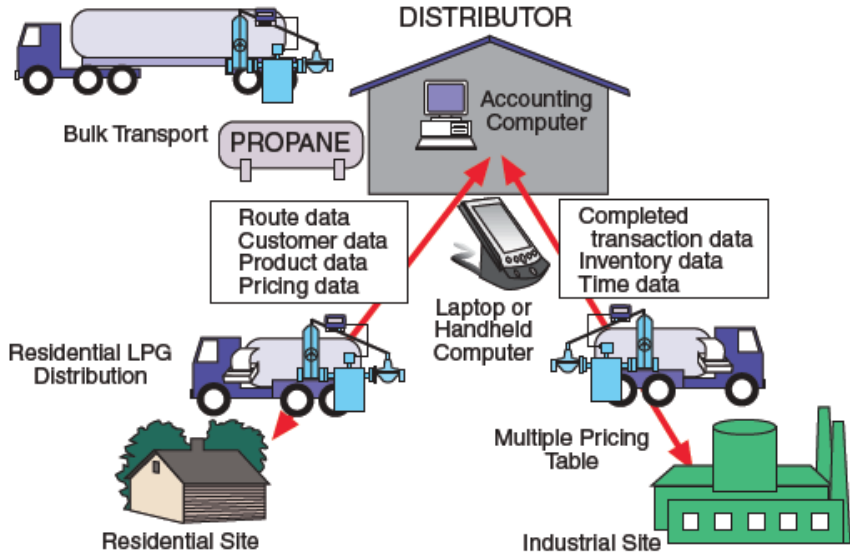 DISTRIBUTOR
Accounting
Computer
Bulk Transport
PROPANE
Route data
Customer data
Product data
Pricing data
Completed
transaction data
Inventory data
Time data
Laptop or
Handheld
Computer
Residential LPG
Distribution
Multiple Pricing
Table
Residential Site
Industrial Site